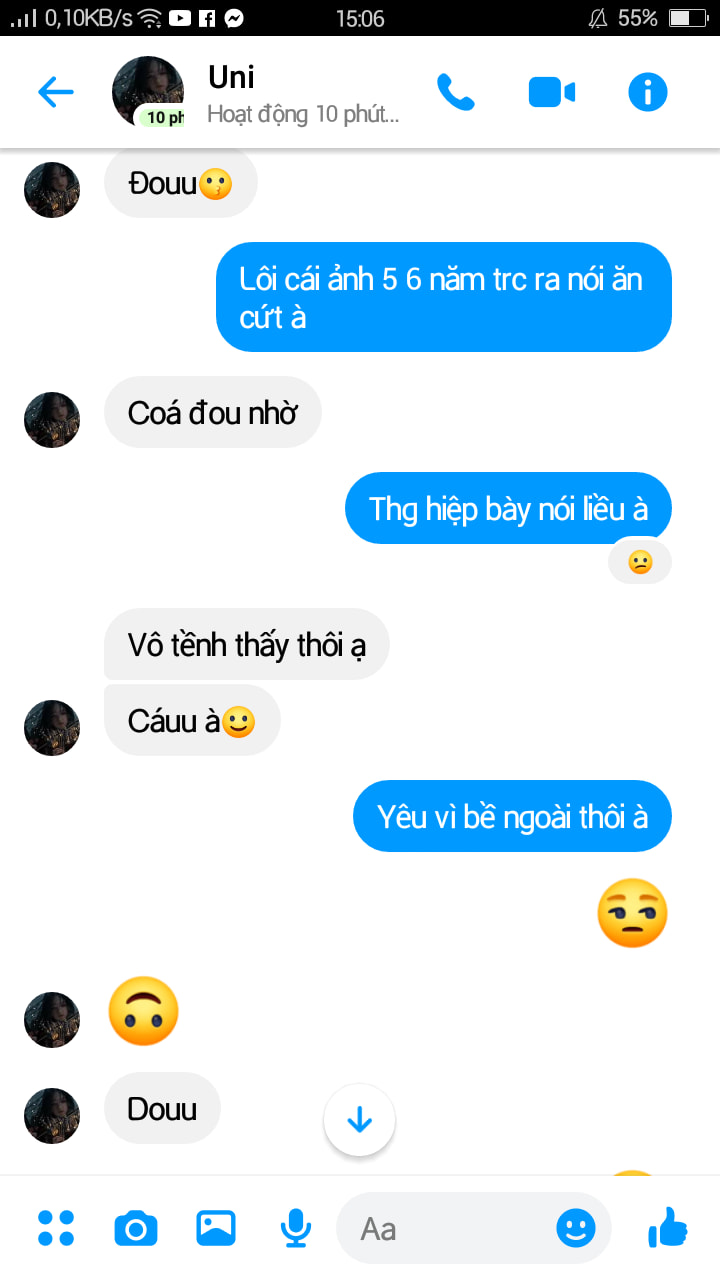 0,10KB/s
15:06
55%
Uni
10 ph
Hoạt động 10 phút...
Đouu😗
Lôi cái ảnh 5 6 năm trc ra nói ăn
cứt à
Coá đou nhờ
Thg hiệp bày nói liều à
Vô tềnh thấy thôi ạ
Cáuu à🙂
Yêu vì bề ngoài thôi à
Douu
Aa